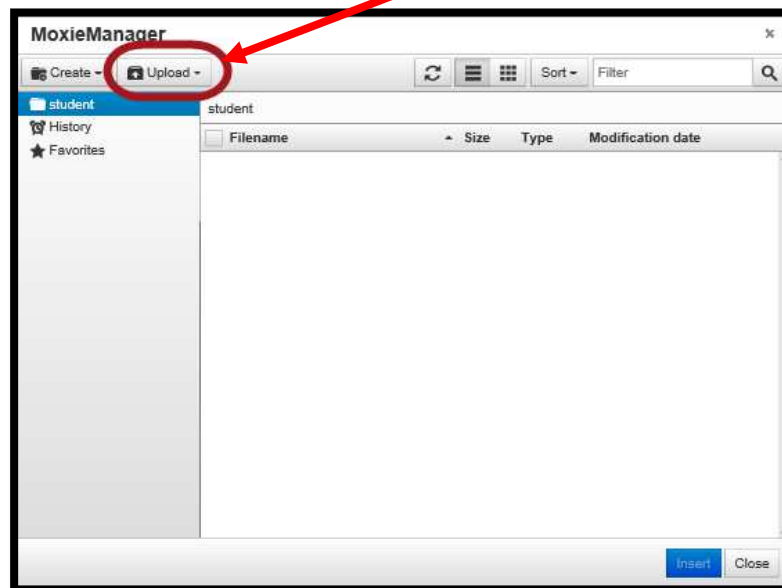 MoxieManager
Create Upload Sort Filter
student
student
History
Filename Size Type Modification date
Favorites
Insert Close